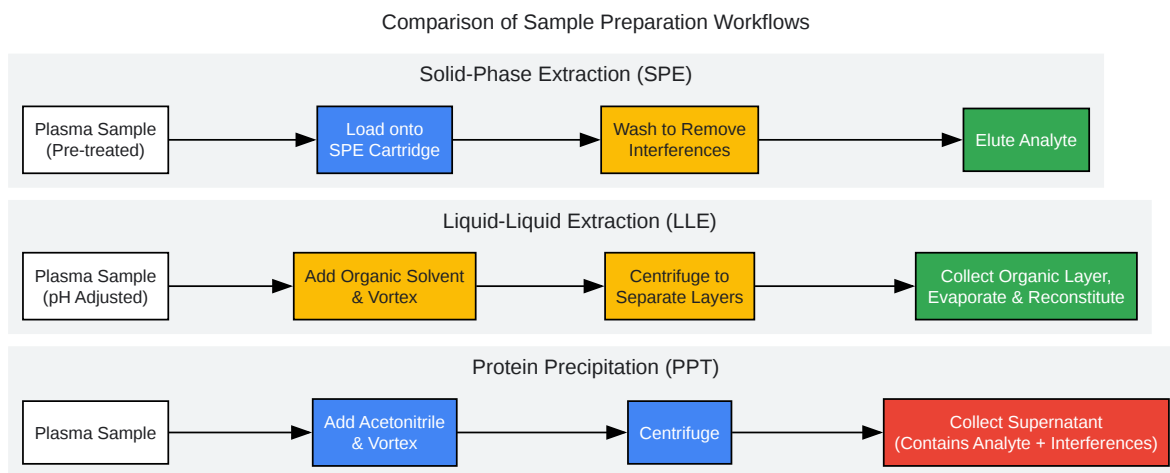 Comparison of Sample Preparation Workflows
Solid-Phase Extraction (SPE)
Plasma Sample
(Pre-treated)
Load onto
SPE Cartridge
Wash to Remove
Interferences
Elute Analyte
Liquid-Liquid Extraction (LLE)
Plasma Sample
(pH Adjusted)
Add Organic Solvent
& Vortex
Centrifuge to
Separate Layers
Collect Organic Layer,
Evaporate & Reconstitute
Protein Precipitation (PPT)
Plasma Sample
Add Acetonitrile
& Vortex
Centrifuge
Collect Supernatant
(Contains Analyte + Interferences)